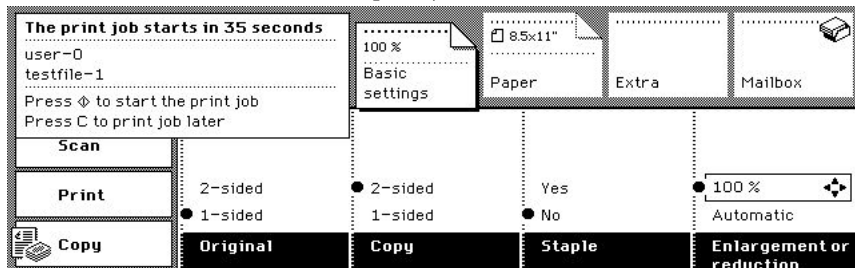 The print job starts in 35 seconds
user-0
testfile-1
Press to start the print job
Press C to print job later
100 %
Basic
settings
8.5x11"
Paper
Extra
Mailbox
Scan
Print
Copy
2-sided
1-sided
Original
2-sided
1-sided
Copy
Yes
No
Staple
100 %
Automatic
Enlargement or
reduction